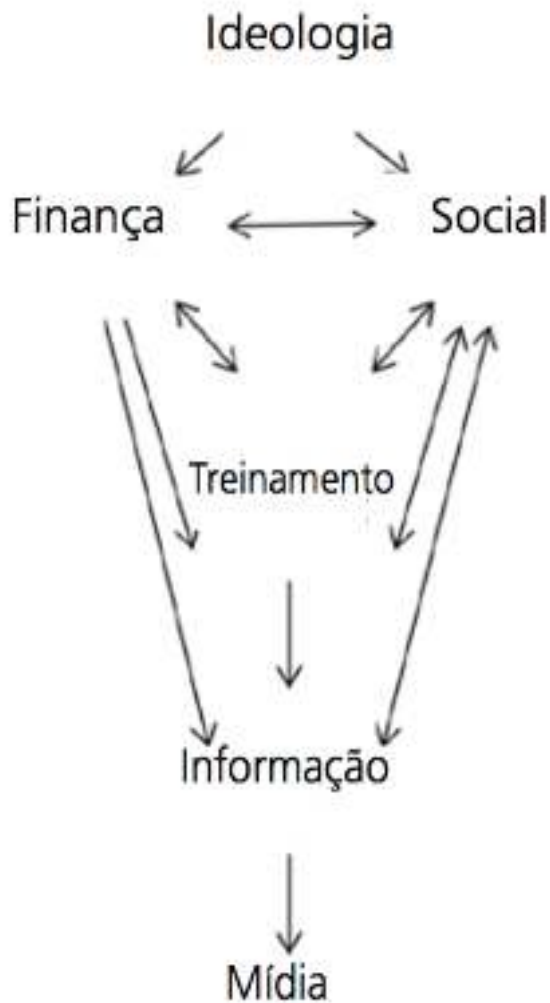 Ideologia
Finança
Social
Treinamento
Informação
Mídia